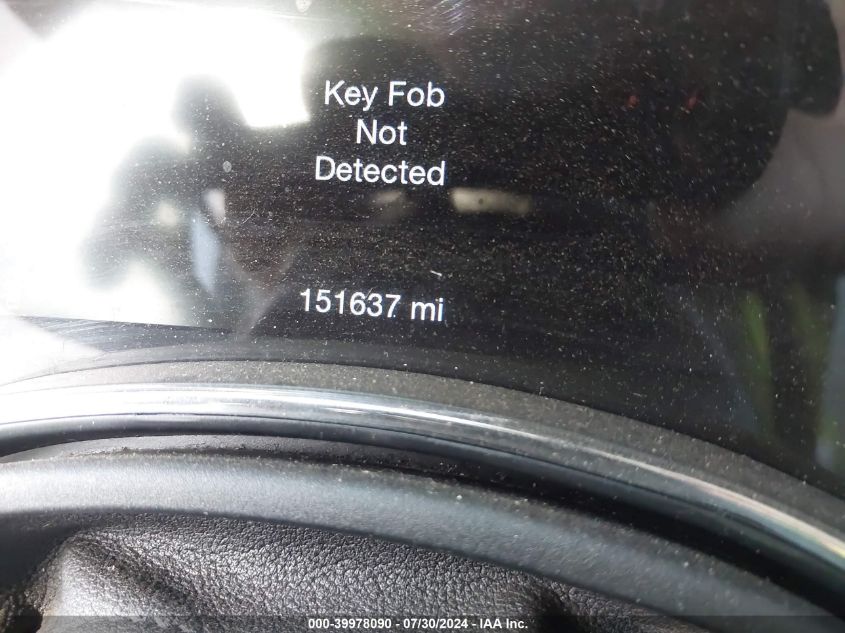 Key Fob
Not
Detected
151637 mi
000-39978090 - 07/30/2024 - IAA Inc.